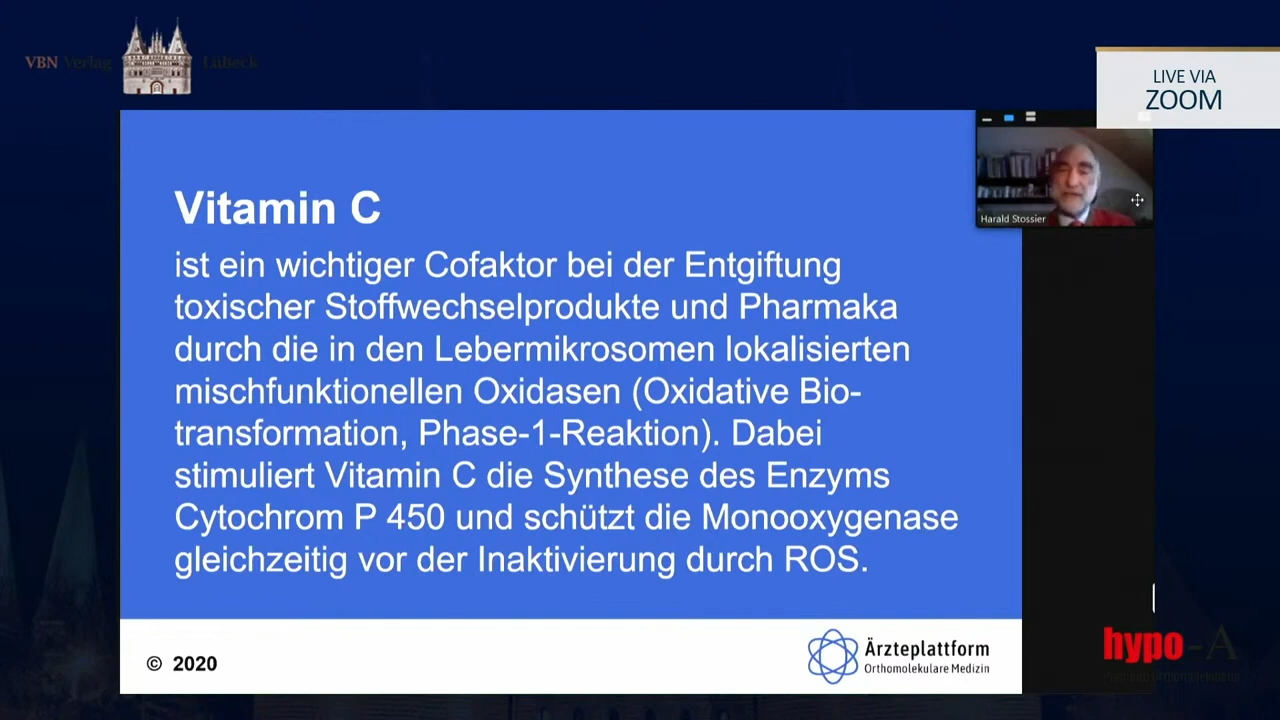 VBN Verlag Lübeck
LIVE VIA
ZOOM
Harald Stossier
Vitamin C
ist ein wichtiger Cofaktor bei der Entgiftung
toxischer Stoffwechselprodukte und Pharmaka
durch die in den Lebermikrosomen lokalisierten
mischfunktionellen Oxidasen (Oxidative Bio-
transformation, Phase-1-Reaktion). Dabei
stimuliert Vitamin C die Synthese des Enzyms
Cytochrom P 450 und schützt die Monooxygenase
gleichzeitig vor der Inaktivierung durch ROS.
© 2020
Ärzteplattform
Orthomolekulare Medizin
hypo-A